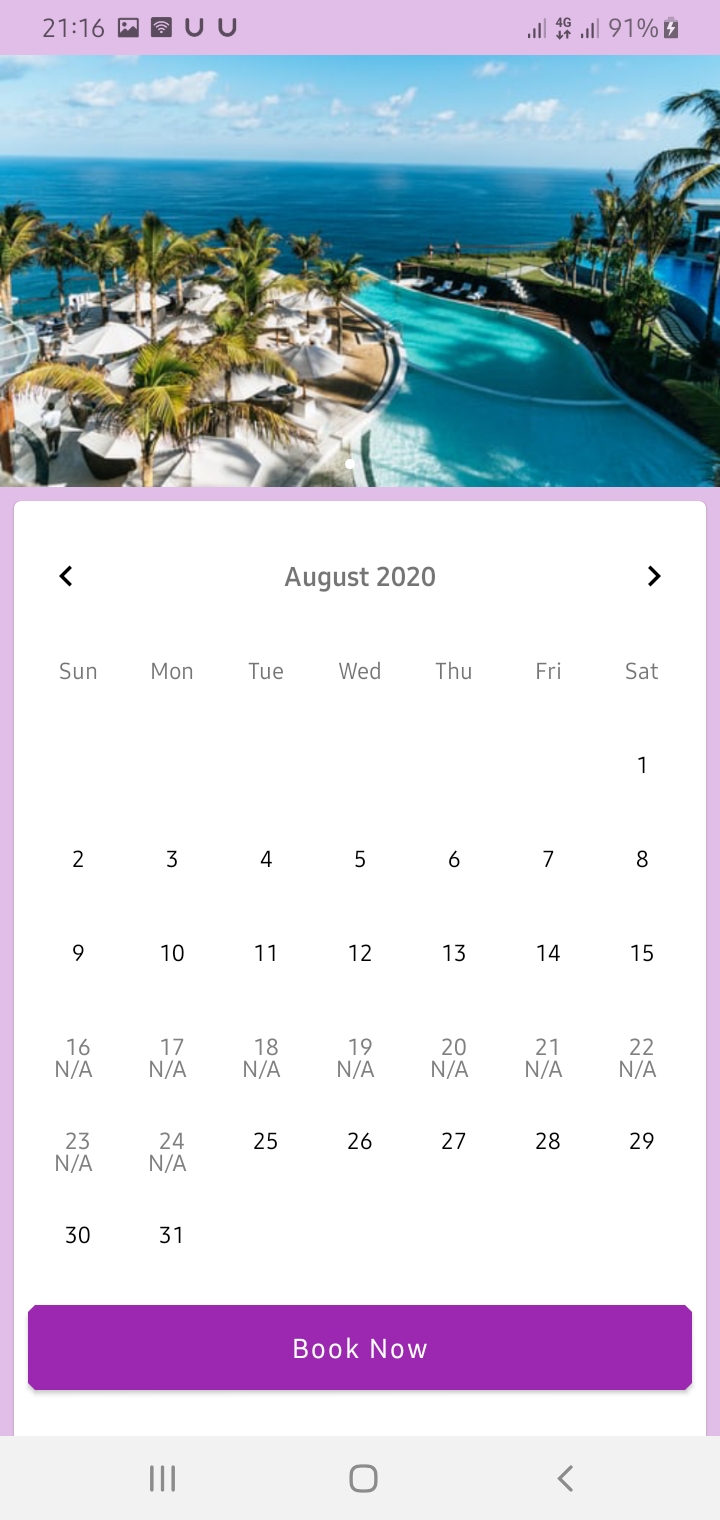 21:16 4G 91%
August 2020
Sun Mon Tue Wed Thu Fri Sat
1
2 3 4 5 6 7 8
9 10 11 12 13 14 15
16 17 18 19 20 21 22
N/A N/A N/A N/A N/A N/A N/A
23 24 25 26 27 28 29
N/A N/A
30 31
Book Now